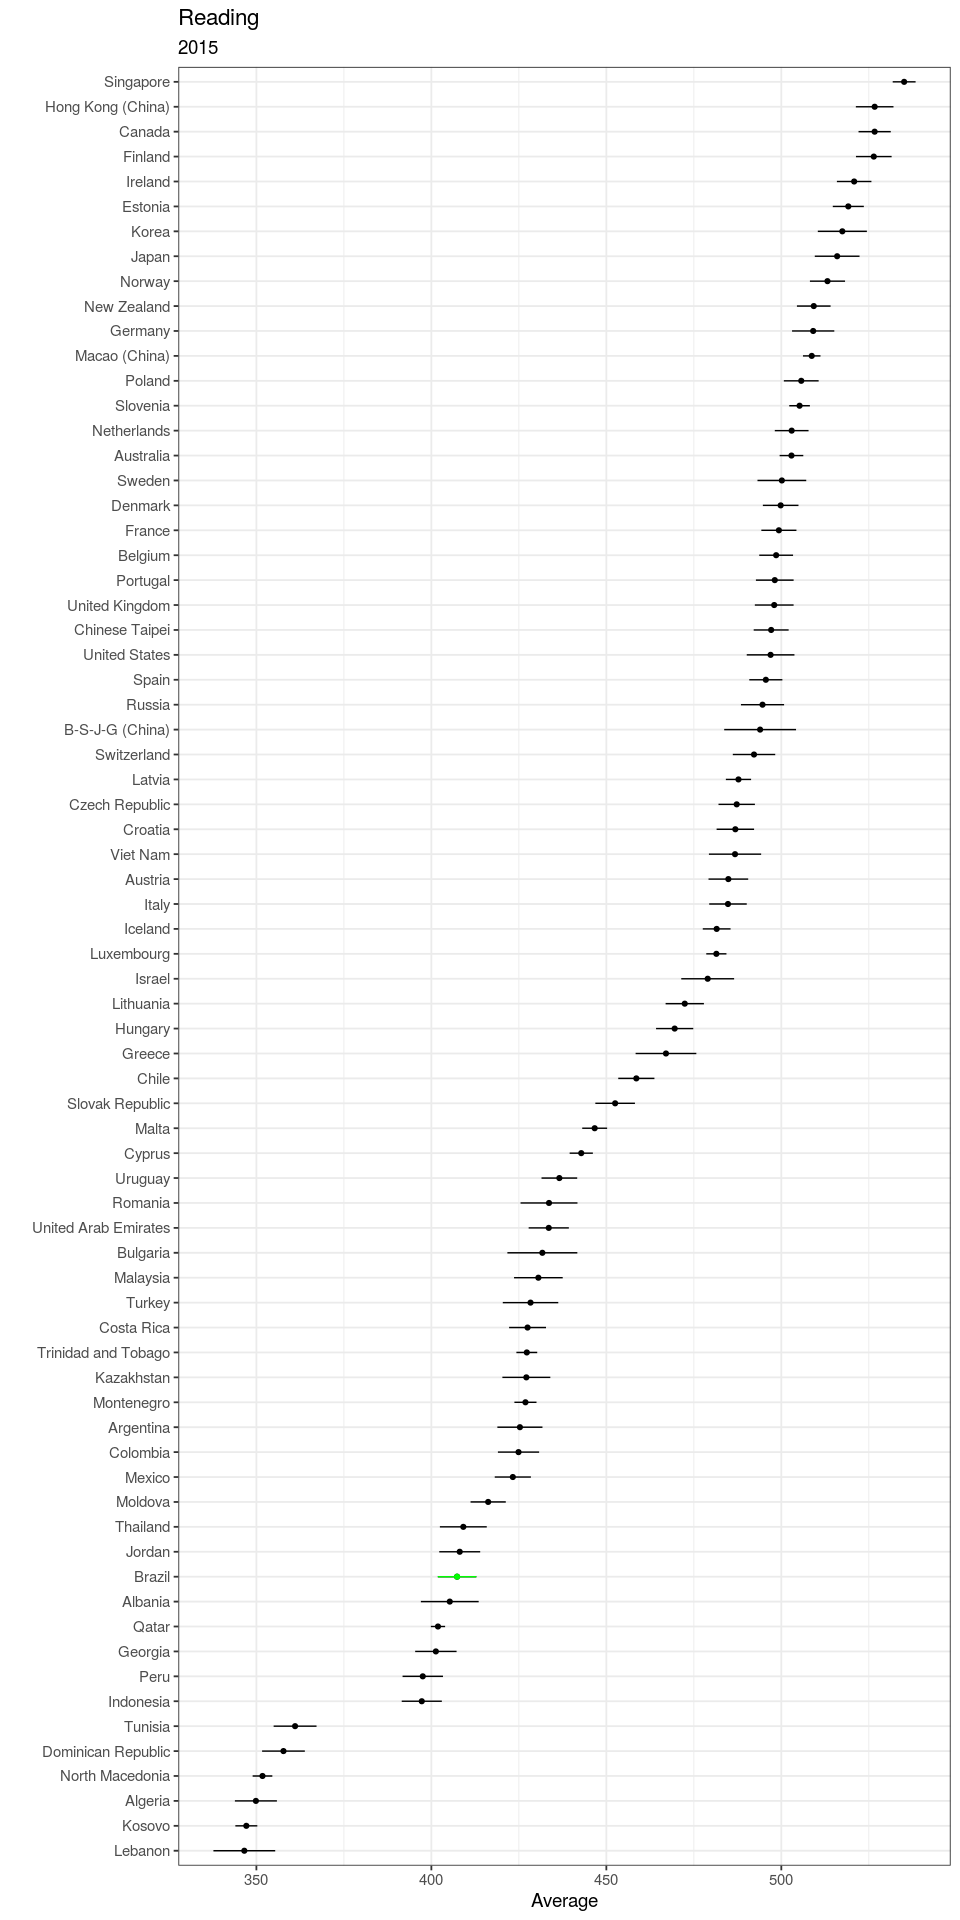 Reading
2015
Singapore
Hong Kong (China)
Canada
Finland
Ireland
Estonia
Korea
Japan
Norway
New Zealand
Germany
Macao (China)
Poland
Slovenia
Netherlands
Australia
Sweden
Denmark
France
Belgium
Portugal
United Kingdom
Chinese Taipei
United States
Spain
Russia
B-S-J-G (China)
Switzerland
Latvia
Czech Republic
Croatia
Viet Nam
Austria
Italy
Iceland
Luxembourg
Israel
Lithuania
Hungary
Greece
Chile
Slovak Republic
Malta
Cyprus
Uruguay
Romania
United Arab Emirates
Bulgaria
Malaysia
Turkey
Costa Rica
Trinidad and Tobago
Kazakhstan
Montenegro
Argentina
Colombia
Mexico
Moldova
Thailand
Jordan
Brazil
Albania
Qatar
Georgia
Peru
Indonesia
Tunisia
Dominican Republic
North Macedonia
Algeria
Kosovo
Lebanon
350 400 450 500
Average